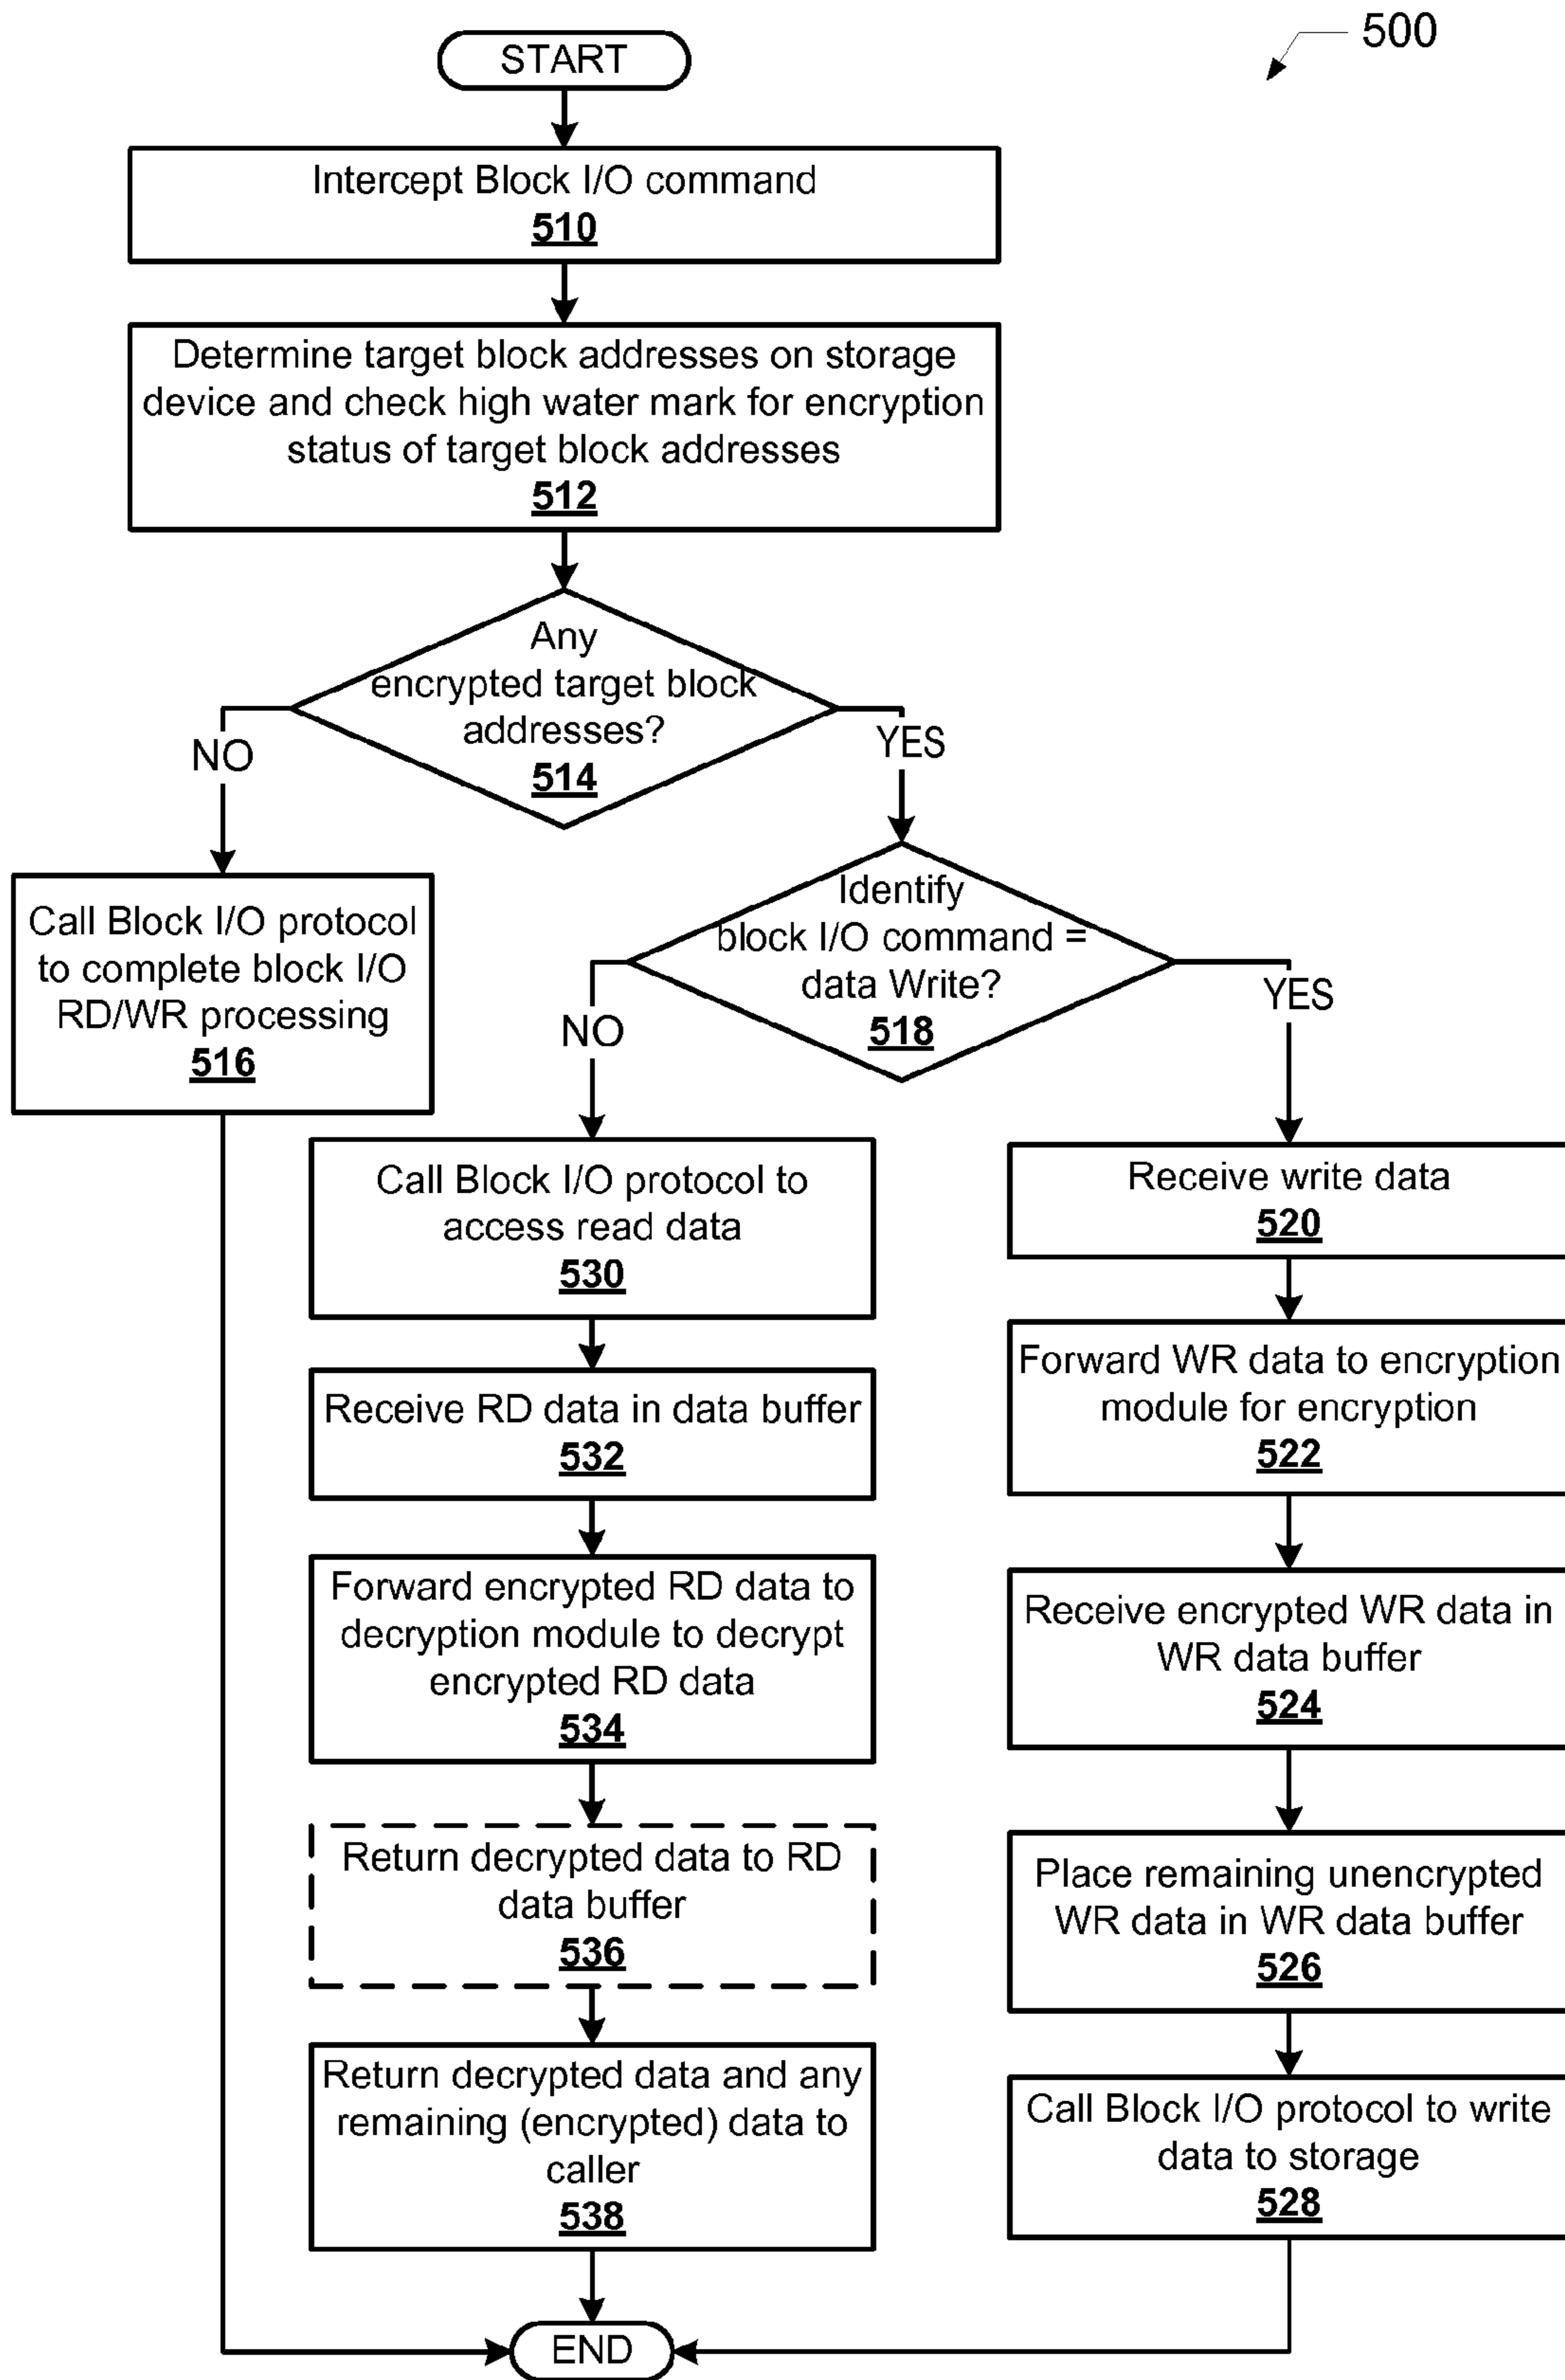 500
START
Intercept Block I/O command
510
Determine target block addresses on storage
device and check high water mark for encryption
status of target block addresses
512
Any
encrypted target block
addresses?
514
NO
YES
Call Block I/O protocol
to complete block I/O
RD/WR processing
516
Identify
block I/O command =
data Write?
518
NO
YES
Call Block I/O protocol to
access read data
530
Receive RD data in data buffer
532
Forward encrypted RD data to
decryption module to decrypt
encrypted RD data
534
Return decrypted data to RD
data buffer
536
Return decrypted data and any
remaining (encrypted) data to
caller
538
Receive write data
520
Forward WR data to encryption
module for encryption
522
Receive encrypted WR data in
WR data buffer
524
Place remaining unencrypted
WR data in WR data buffer
526
Call Block I/O protocol to write
data to storage
528
END